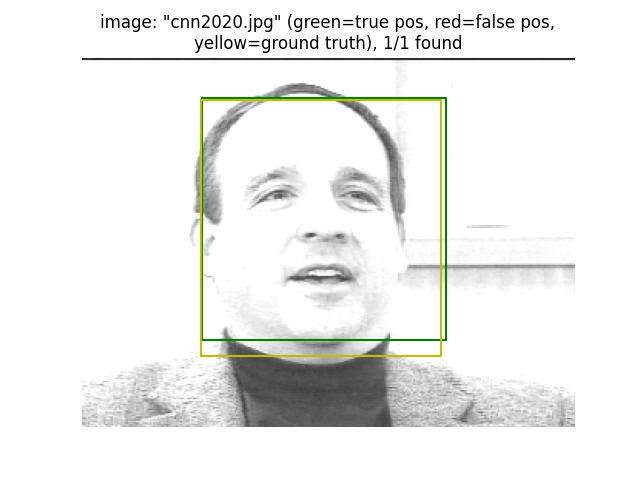 image: "cnn2020.jpg" (green=true pos, red=false pos,
yellow=ground truth), 1/1 found